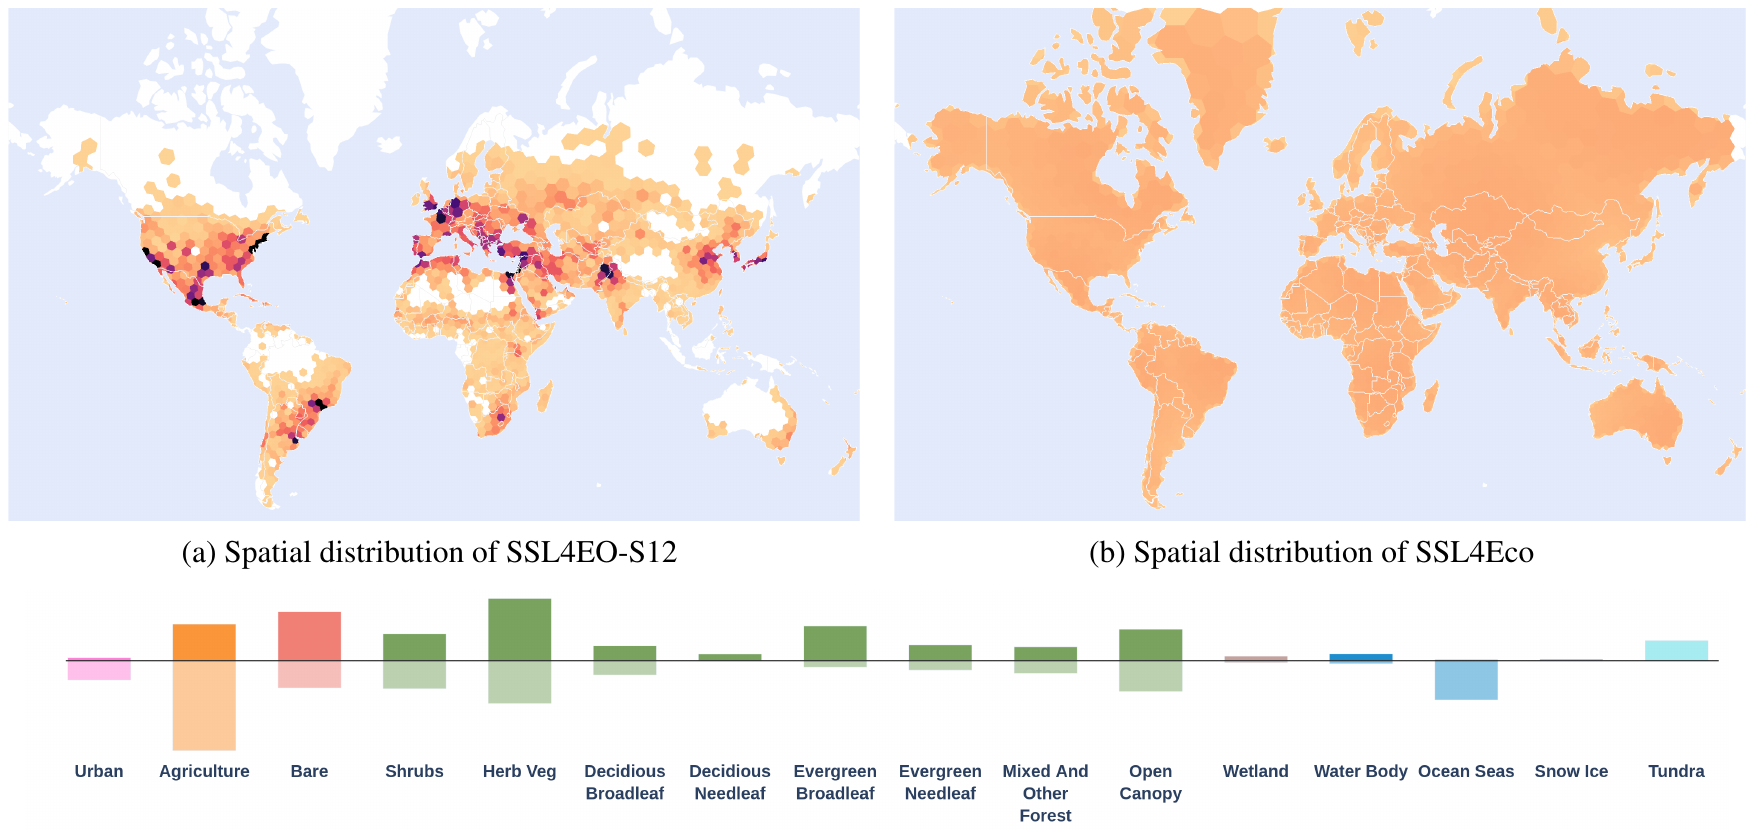 (a) Spatial distribution of SSL4EO-S12
(b) Spatial distribution of SSL4Eco
Urban
Agriculture
Bare
Shrubs
Herb Veg
Decidious
Broadleaf
Decidious
Needleaf
Evergreen
Broadleaf
Evergreen
Needleaf
Mixed And
Other
Forest
Open
Canopy
Wetland
Water Body
Ocean Seas
Snow Ice
Tundra